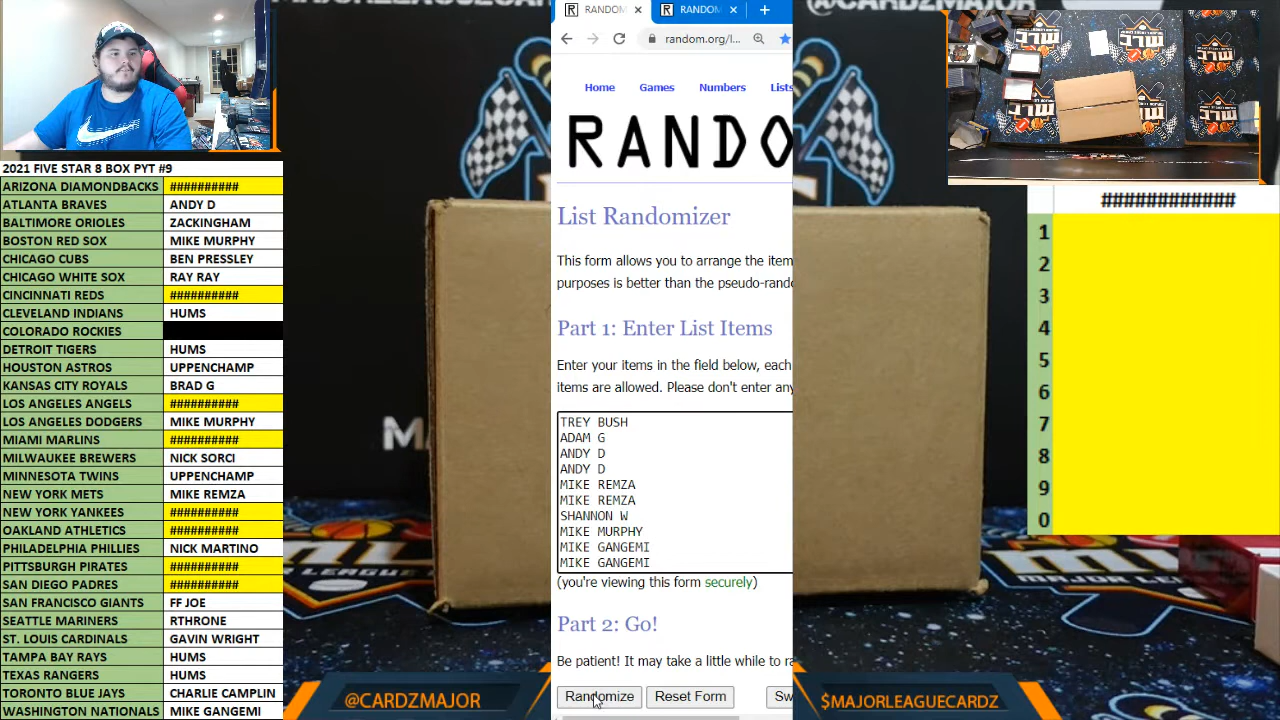 2021 FIVE STAR 8 BOX PYT #9
ARIZONA DIAMONDBACKS ##########
ATLANTA BRAVES ANDY D
BALTIMORE ORIOLES ZACKINGHAM
BOSTON RED SOX MIKE MURPHY
CHICAGO CUBS BEN PRESSLEY
CHICAGO WHITE SOX RAY RAY
CINCINNATI REDS ##########
CLEVELAND INDIANS HUMS
COLORADO ROCKIES
DETROIT TIGERS HUMS
HOUSTON ASTROS UPPENCHAMP
KANSAS CITY ROYALS BRAD G
LOS ANGELES ANGELS ##########
LOS ANGELES DODGERS MIKE MURPHY
MIAMI MARLINS ##########
MILWAUKEE BREWERS NICK SORCI
MINNESOTA TWINS UPPENCHAMP
NEW YORK METS MIKE REMZA
NEW YORK YANKEES ##########
OAKLAND ATHLETICS ##########
PHILADELPHIA PHILLIES NICK MARTINO
PITTSBURGH PIRATES ##########
SAN DIEGO PADRES ##########
SAN FRANCISCO GIANTS FF JOE
SEATTLE MARINERS RTHRONE
ST. LOUIS CARDINALS GAVIN WRIGHT
TAMPA BAY RAYS HUMS
TEXAS RANGERS HUMS
TORONTO BLUE JAYS CHARLIE CAMPLIN
WASHINGTON NATIONALS MIKE GANGEMI
RANDOM
RANDOM
random.org/l...
Home Games Numbers Lists
RANDO
List Randomizer
This form allows you to arrange the item
purposes is better than the pseudo-rando
Part 1: Enter List Items
Enter your items in the field below, each
items are allowed. Please don't enter any
TREY BUSH
ADAM G
ANDY D
ANDY D
MIKE REMZA
MIKE REMZA
SHANNON W
MIKE MURPHY
MIKE GANGEMI
MIKE GANGEMI
(you're viewing this form securely)
Part 2: Go!
Be patient! It may take a little while to ra
Randomize Reset Form Sw
############
1
2
3
4
5
6
7
8
9
0
@CARDZMAJOR
$MAJORLEAGUECARDZ